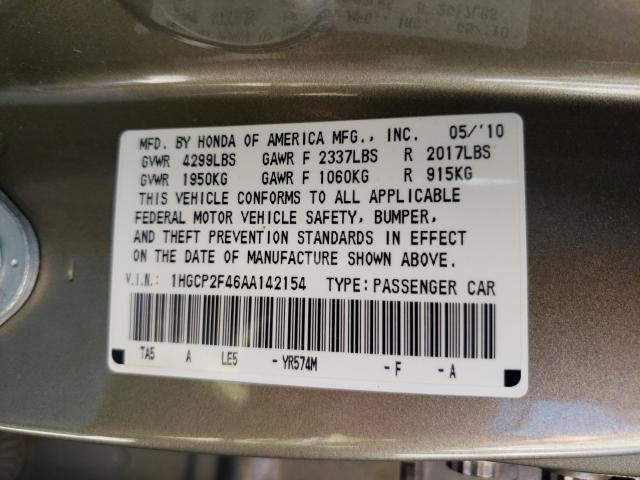 MFD. BY HONDA OF AMERICA MFG., INC. 05/'10
GVWR 4299LBS GAWR F 2337LBS R 2017LBS
GVWR 1950KG GAWR F 1060KG R 915KG
THIS VEHICLE CONFORMS TO ALL APPLICABLE
FEDERAL MOTOR VEHICLE SAFETY, BUMPER,
AND THEFT PREVENTION STANDARDS IN EFFECT
ON THE DATE OF MANUFACTURE SHOWN ABOVE.
V.I.N.: 1HGCP2F46AA142154 TYPE: PASSENGER CAR
TA5 A LE5 - YR574M - F - A